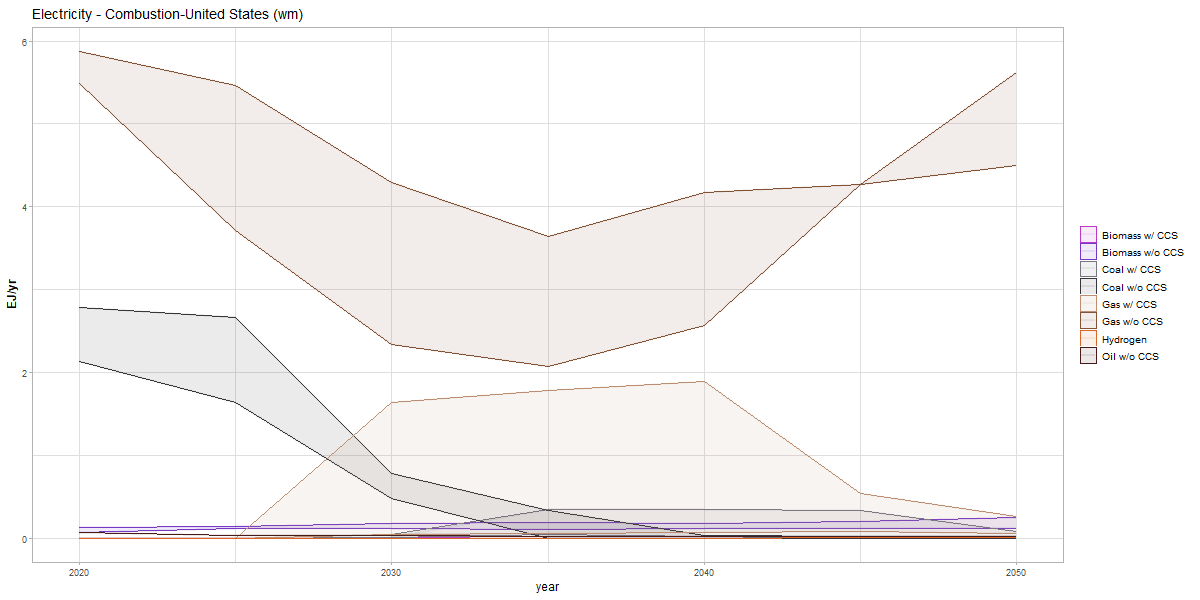 Electricity - Combustion-United States (wm)
6
4
2
0
EJ/yr
2020
2030
2040
2050
year
Biomass w/ CCS
Biomass w/o CCS
Coal w/ CCS
Coal w/o CCS
Gas w/ CCS
Gas w/o CCS
Hydrogen
Oil w/o CCS